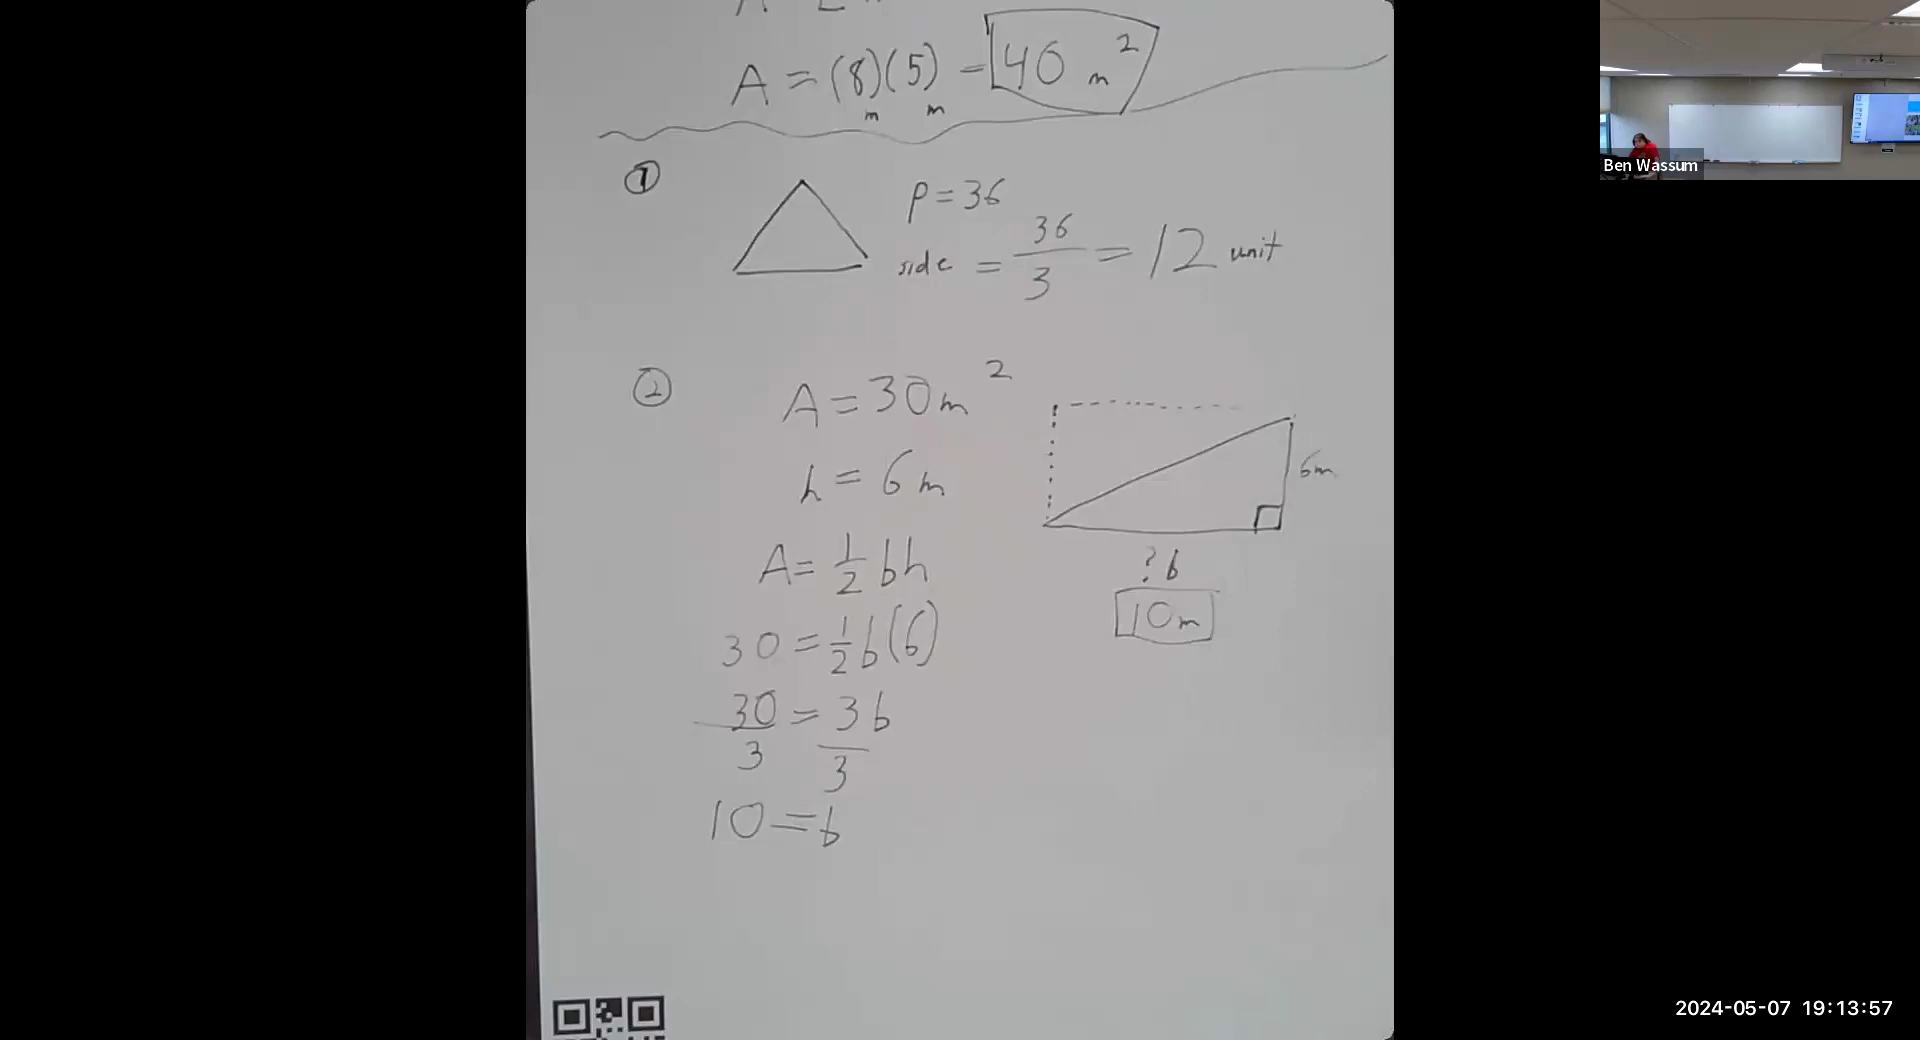 A = (8)(5) = 40 m²
m m
①
P = 36
side = 36/3 = 12 unit
②
A = 30 m²
h = 6 m
6m
A = 1/2 bh
? b
10 m
30 = 1/2 b(6)
30/3 = 3b/3
10 = b
Ben Wassum
2024-05-07 19:13:57